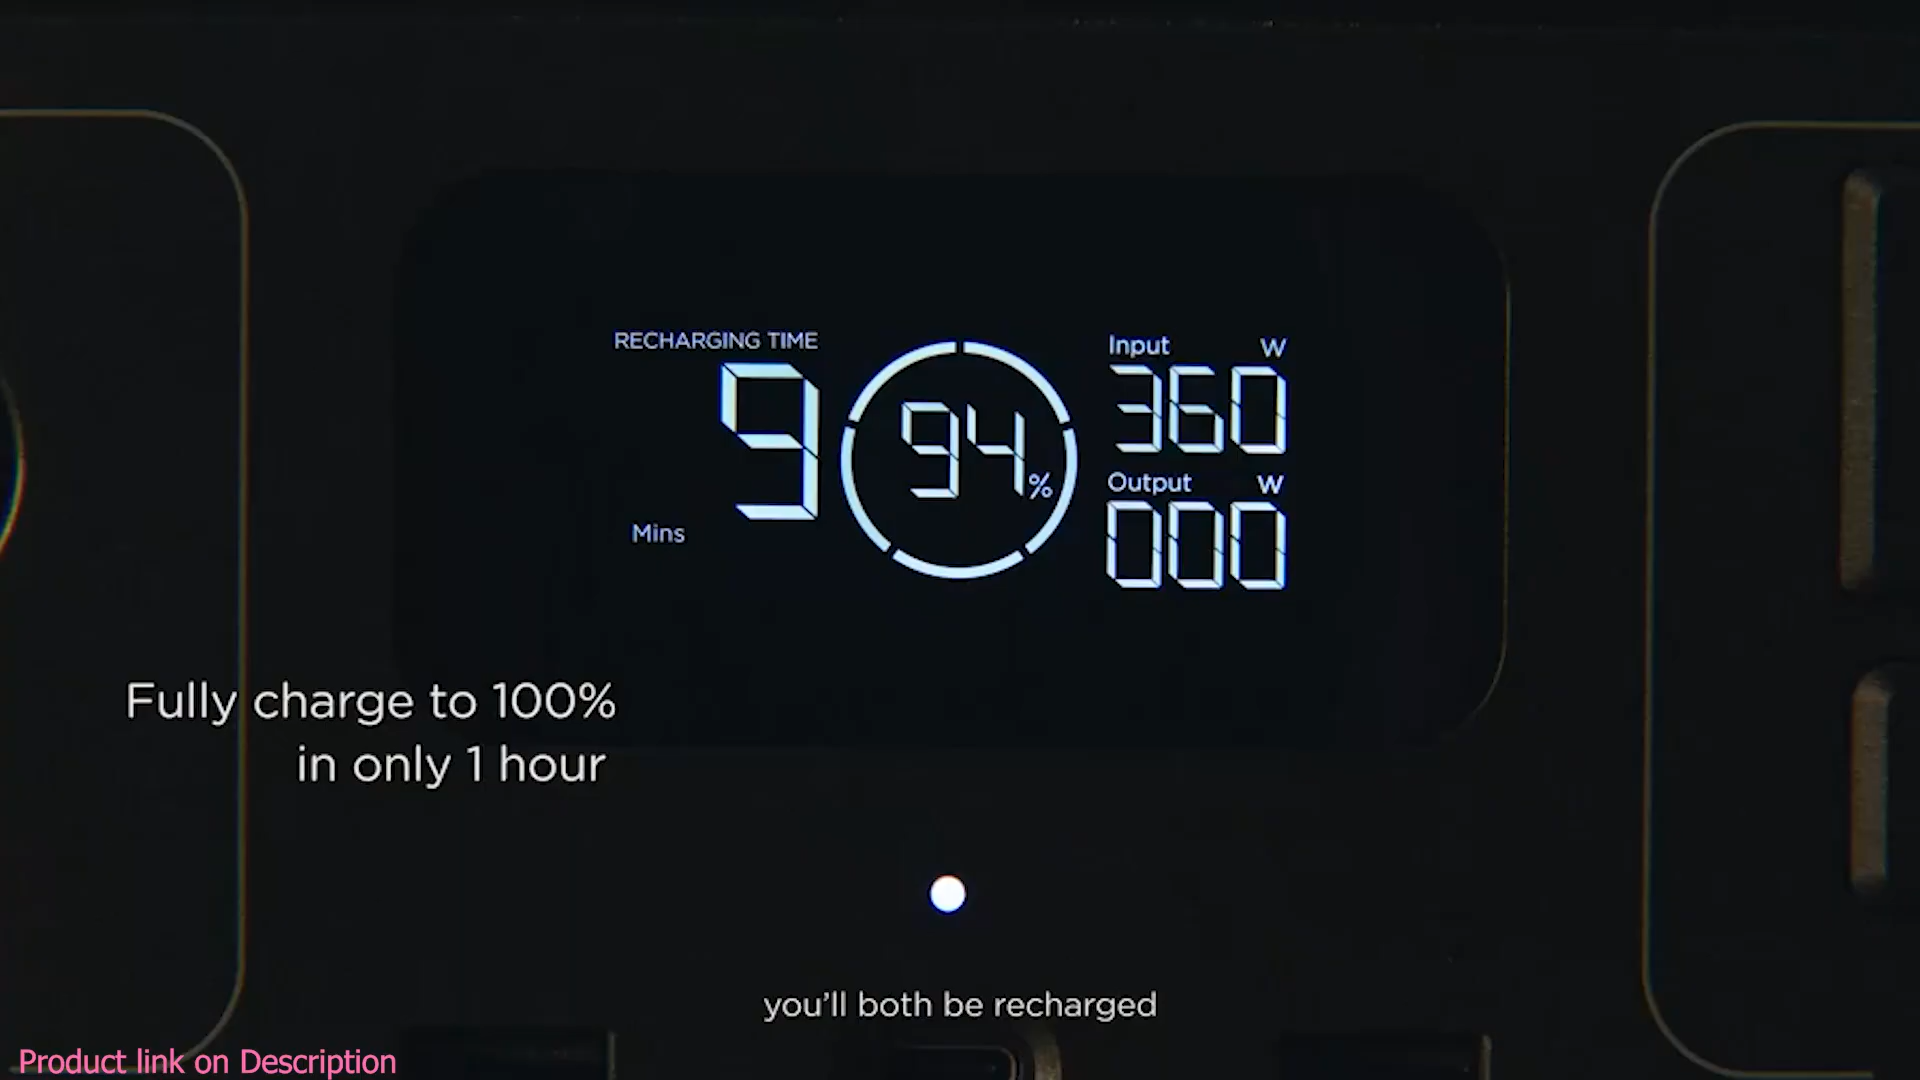 RECHARGING TIME
9
Mins
94%
Input W
360
Output W
000
Fully charge to 100%
in only 1 hour
you'll both be recharged
Product link on Description